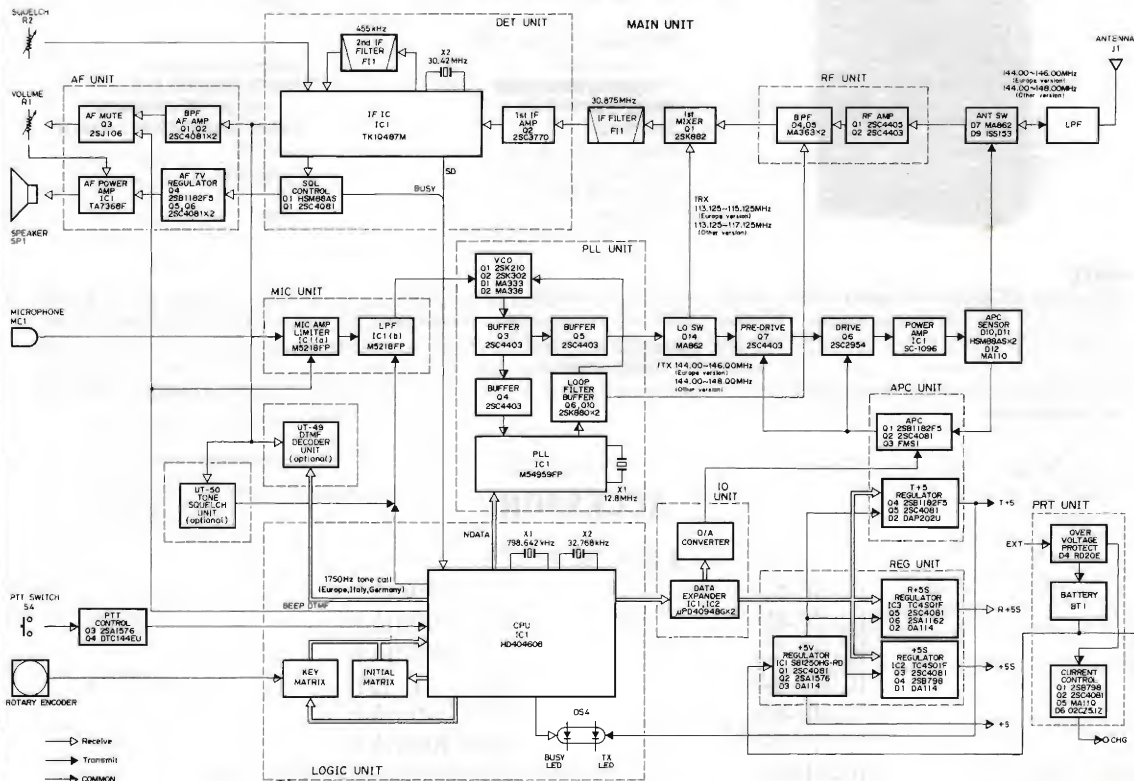 SQUELCH
R2
VOLUME
R1
SPEAKER
SP1
MICROPHONE
MC1
PTT SWITCH
S4
ROTARY ENCODER
Receive
Transmit
COMMON
AF UNIT
AF MUTE
Q3
2SJ106
BPF
AF AMP
Q1, Q2
2SC4081×2
AF POWER
AMP
IC1
TA7368F
AF 7V
REGULATOR
Q4
2SB1182F5
Q5, Q6
2SC4081×2
DET UNIT
455kHz
2nd IF
FILTER
FI1
X2
30.42MHz
IF IC
IC1
TK10487M
SQL
CONTROL
D1 HSM88AS
Q1 2SC4081
BUSY
SD
MAIN UNIT
1st IF
AMP
Q2
2SC3770
30.875MHz
IF FILTER
FI1
1st
MIXER
Q1
2SK882
RF UNIT
BPF
D4, D5
MA363×2
RF AMP
Q1 2SC4405
Q2 2SC4403
144.00~146.00MHz
(Europe version)
144.00~148.00MHz
(Other version)
ANT SW
D7 MA862
D9 ISS153
LPF
ANTENNA
J1
fRX
113.125~115.125MHz
(Europe version)
113.125~117.125MHz
(Other version)
MIC UNIT
MIC AMP
LIMITER
IC1(a)
M5218FP
LPF
IC1(b)
M5218FP
PLL UNIT
VCO
Q1 2SK210
Q2 2SK302
D1 MA333
D2 MA338
BUFFER
Q3
2SC4403
BUFFER
Q5
2SC4403
BUFFER
Q4
2SC4403
LOOP
FILTER
BUFFER
Q6, Q10
2SK880×2
PLL
IC1
M54959FP
X1
12.8MHz
LO SW
D14
MA862
PRE-DRIVE
Q7
2SC4403
DRIVE
Q6
2SC2954
POWER
AMP
IC1
SC-1096
APC
SENSOR
D10, D11
HSM88AS×2
D12
MA110
fTX 144.00~146.00MHz
(Europe version)
144.00~148.00MHz
(Other version)
APC UNIT
APC
Q1 2SB1182F5
Q2 2SC4081
Q3 FMS1
T+5
REGULATOR
Q4 2SB1182F5
Q5 2SC4081
D2 DAP202U
T+5
UT-49
DTMF
DECODER
UNIT
(optional)
UT-50
TONE
SQUELCH
UNIT
(optional)
IO
UNIT
D/A
CONVERTER
DATA
EXPANDER
IC1, IC2
μPD4094BG×2
NDATA
X1
798.642kHz
X2
32.768kHz
1750Hz tone call
(Europe, Italy, Germany)
BEEP DTMF
CPU
IC1
HD404608
PTT
CONTROL
Q3 2SA1576
Q4 DTC144EU
KEY
MATRIX
INITIAL
MATRIX
DS4
BUSY
LED
TX
LED
LOGIC UNIT
REG UNIT
R+5S
REGULATOR
IC3 TC4S01F
Q5 2SC4081
Q6 2SA1162
D2 DA114
R+5S
+5V
REGULATOR
IC1 S81250HG-RD
Q1 2SC4081
Q2 2SA1576
D3 DA114
+5S
REGULATOR
IC2 TC4S01F
Q3 2SC4081
Q4 2SB798
D1 DA114
+5S
+5
PRT UNIT
EXT
OVER
VOLTAGE
PROTECT
D4 RD20E
BATTERY
BT1
CURRENT
CONTROL
Q1 2SB798
Q2 2SC4081
D5 MA110
CHG